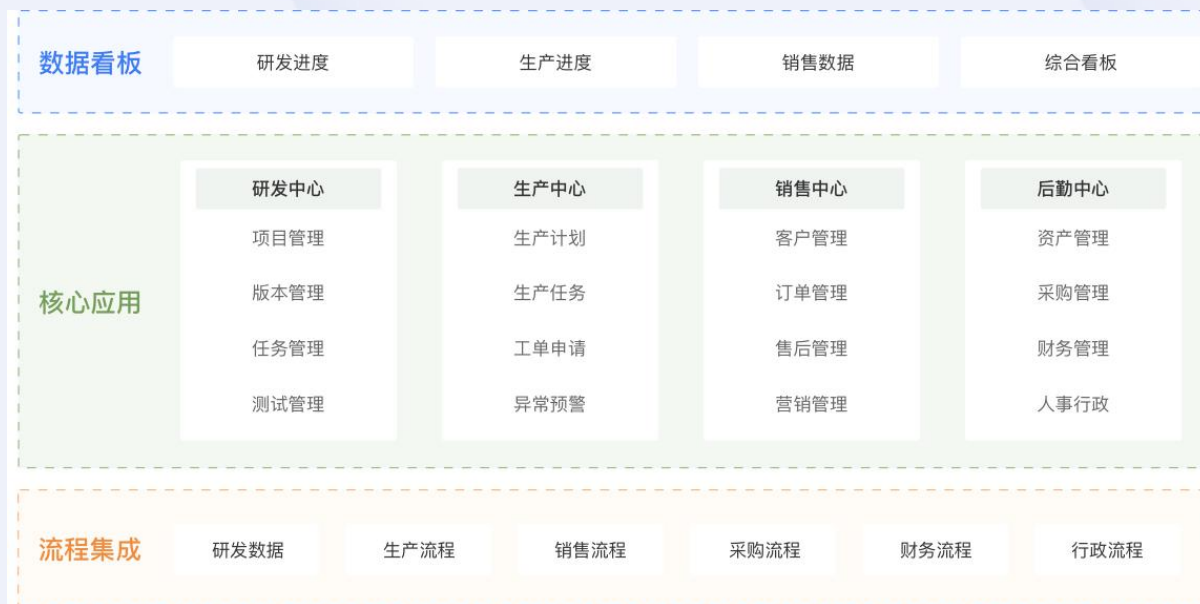 数据看板
研发进度
生产进度
销售数据
综合看板
核心应用
研发中心
项目管理
版本管理
任务管理
测试管理
生产中心
生产计划
生产任务
工单申请
异常预警
销售中心
客户管理
订单管理
售后管理
营销管理
后勤中心
资产管理
采购管理
财务管理
人事行政
流程集成
研发数据
生产流程
销售流程
采购流程
财务流程
行政流程